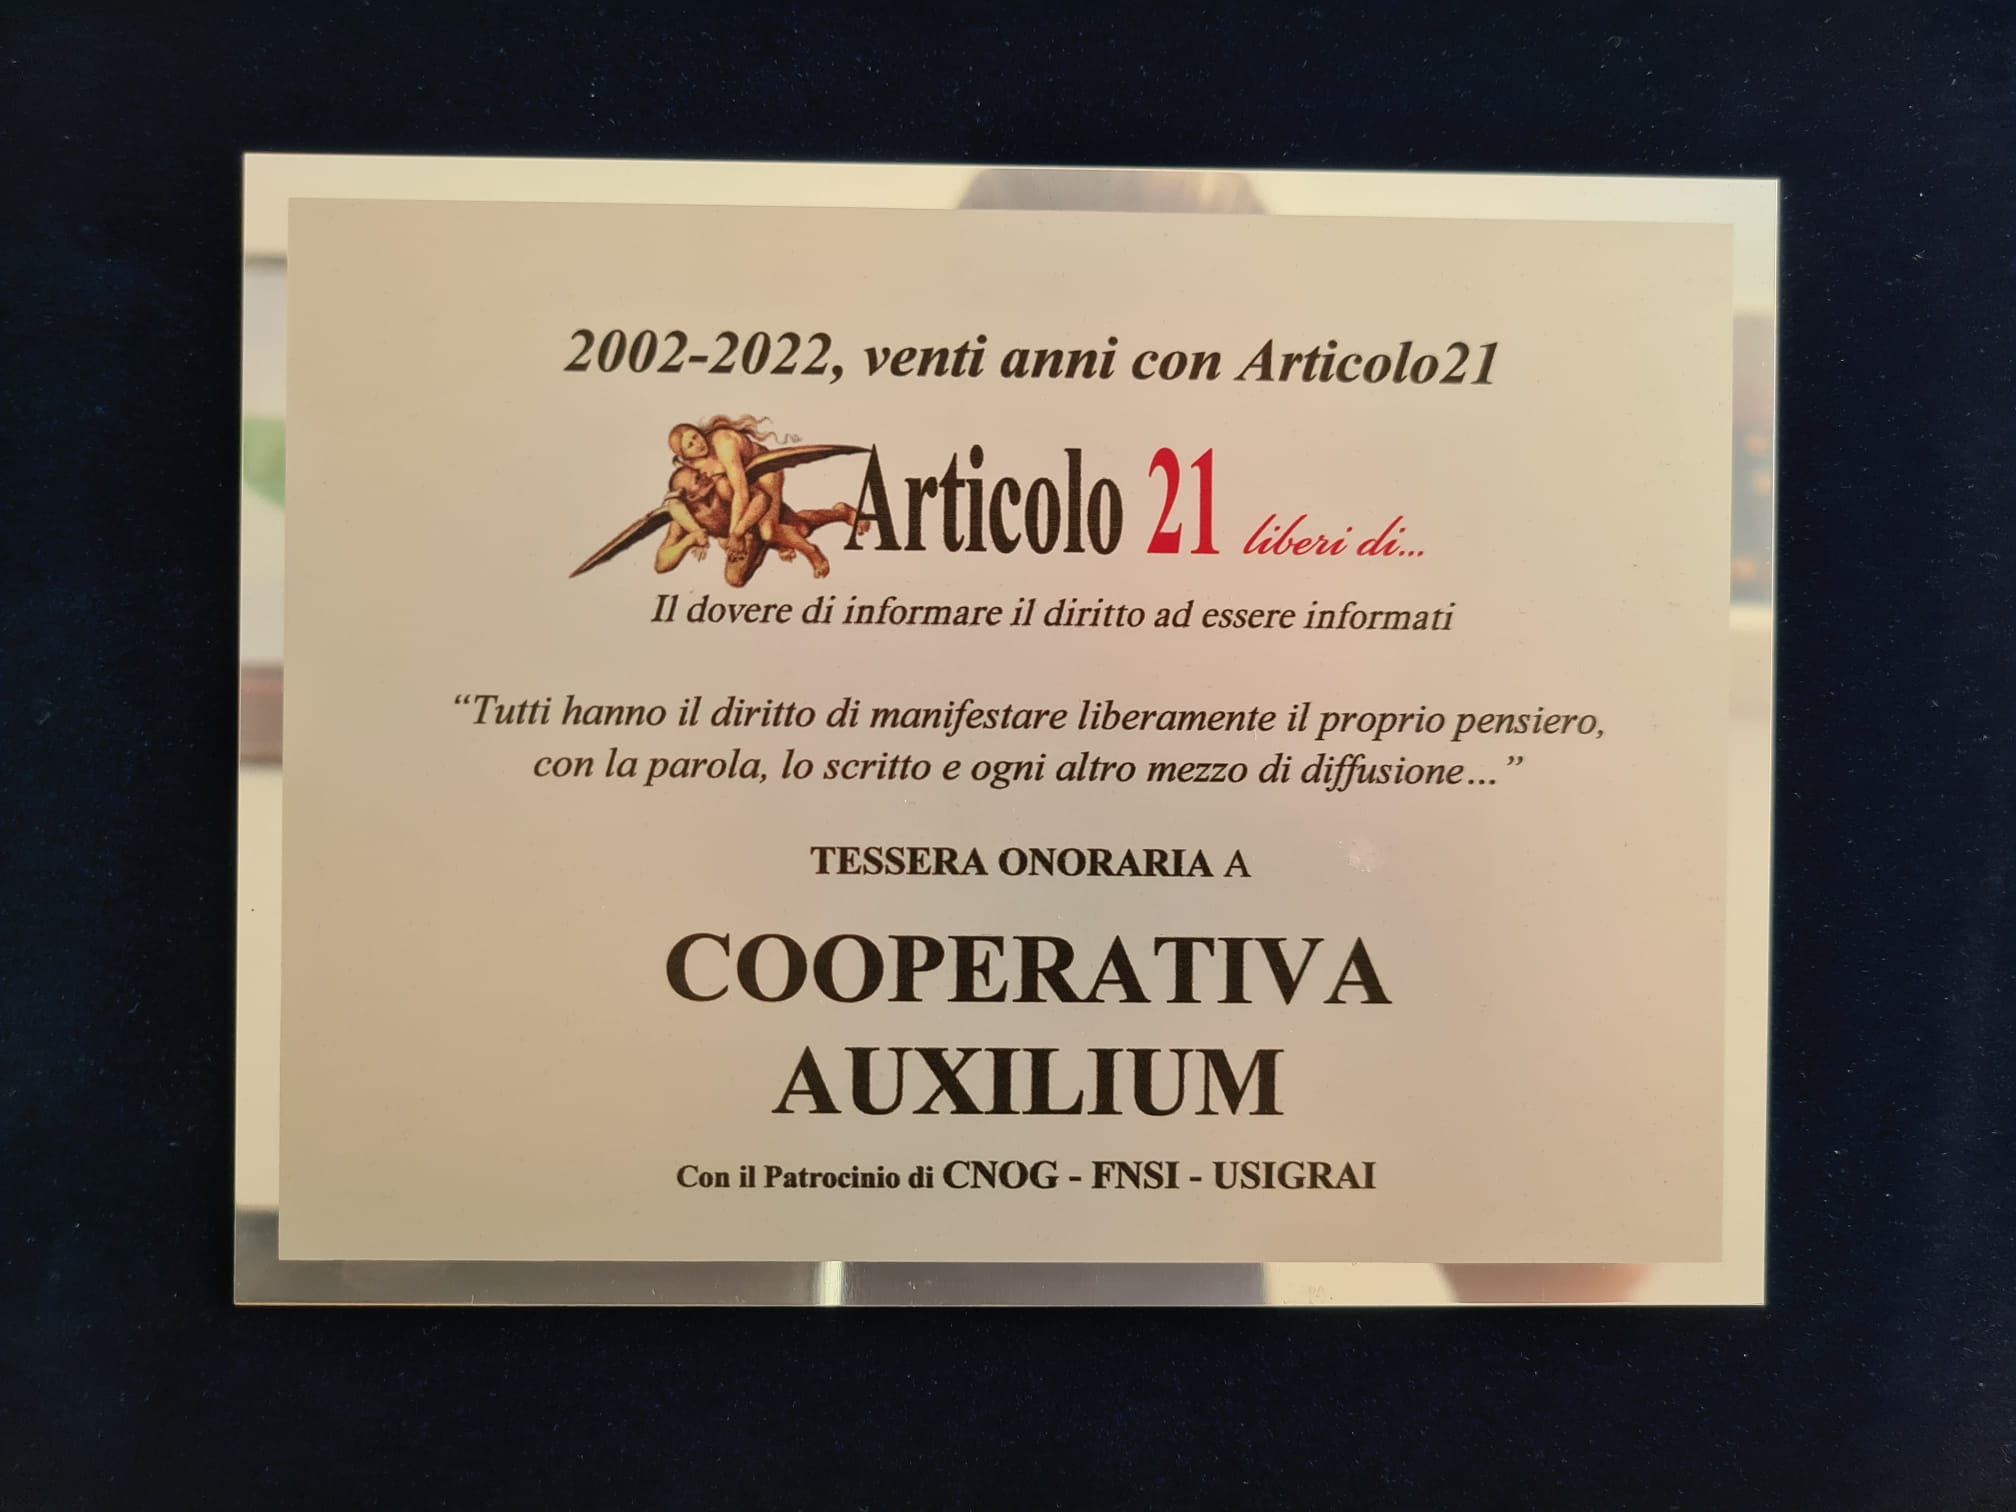 2002-2022, venti anni con Articolo21
Articolo 21 liberi di...
Il dovere di informare il diritto ad essere informati
“Tutti hanno il diritto di manifestare liberamente il proprio pensiero,
con la parola, lo scritto e ogni altro mezzo di diffusione...”
TESSERA ONORARIA A
COOPERATIVA
AUXILIUM
Con il Patrocinio di CNOG - FNSI - USIGRAI